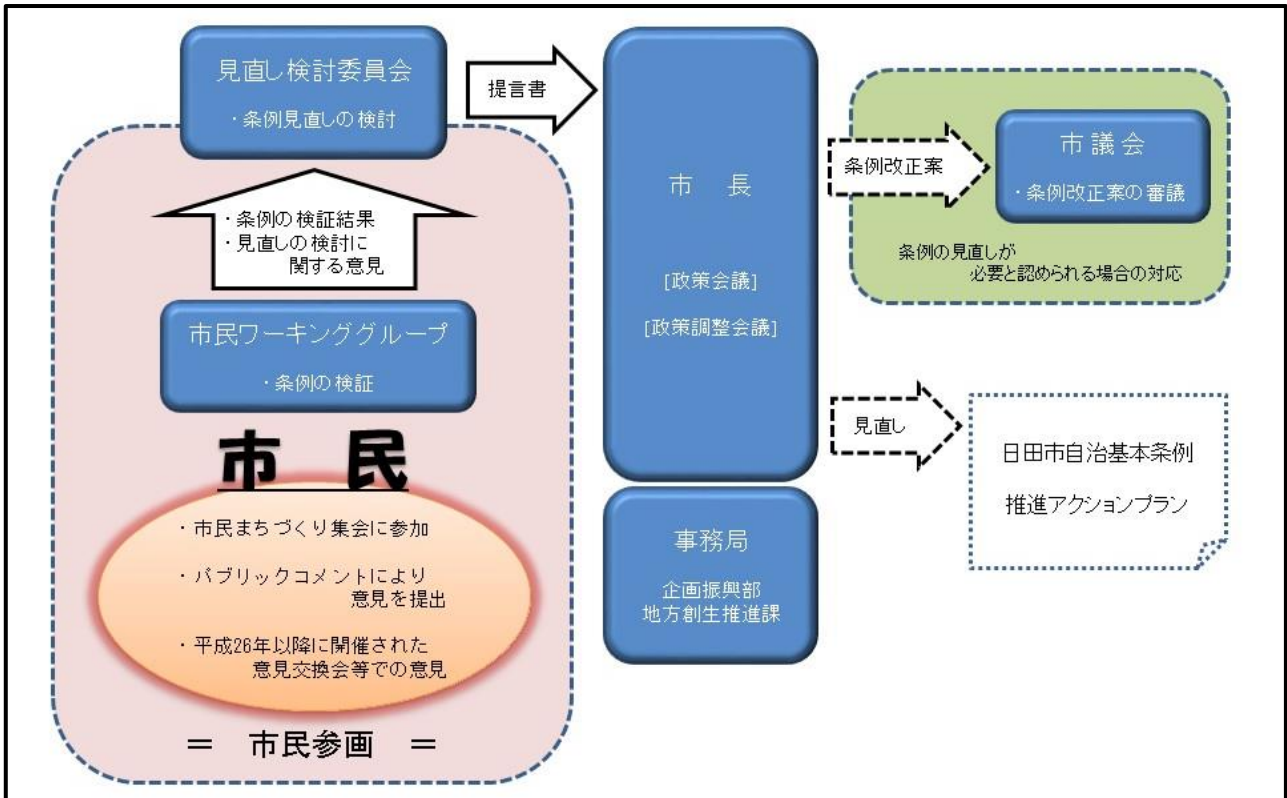 見直し検討委員会
・条例見直しの検討
提言書
・条例の検証結果
・見直しの検討に
関する意見
市民ワーキンググループ
・条例の検証
市 民
・市民まちづくり集会に参加
・パブリックコメントにより
意見を提出
・平成26年以降に開催された
意見交換会等での意見
＝ 市民参画 ＝
市 長
[政策会議]
[政策調整会議]
事務局
企画振興部
地方創生推進課
条例改正案
市議会
・条例改正案の審議
条例の見直しが
必要と認められる場合の対応
見直し
日田市自治基本条例
推進アクションプラン